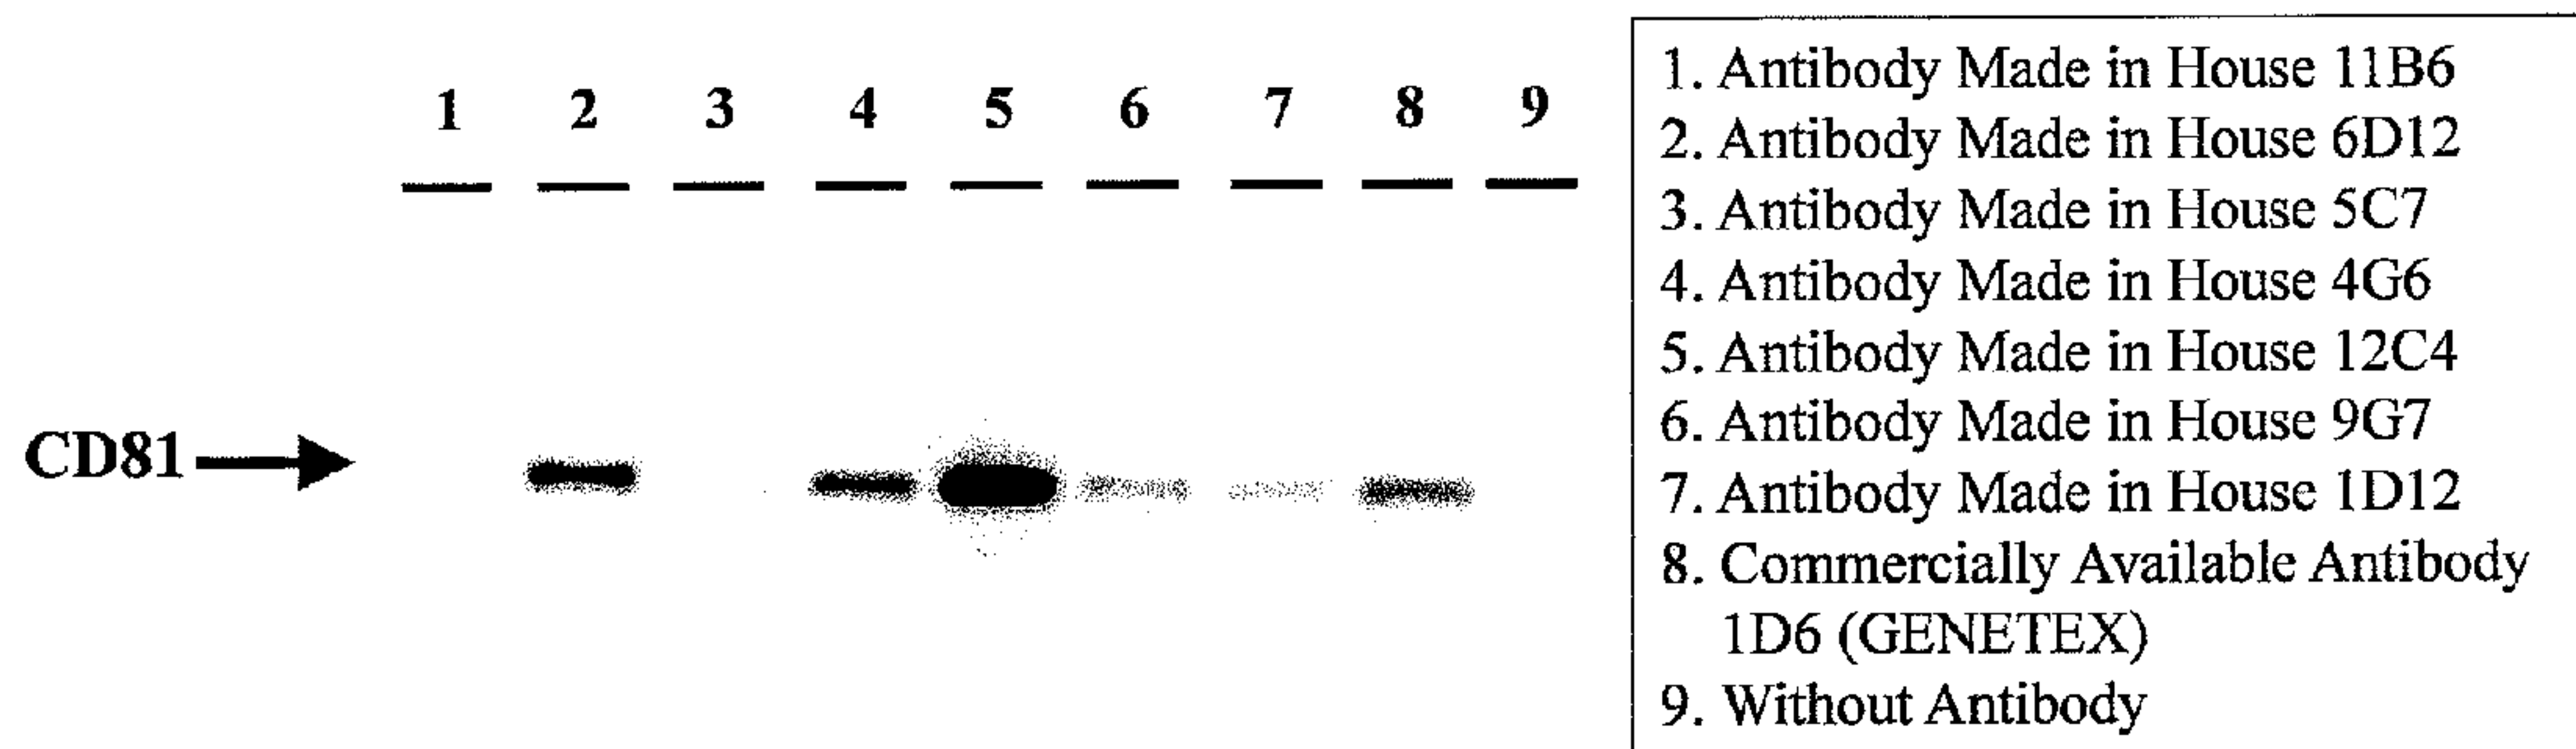 1 2 3 4 5 6 7 8 9
CD81
1. Antibody Made in House 11B6
2. Antibody Made in House 6D12
3. Antibody Made in House 5C7
4. Antibody Made in House 4G6
5. Antibody Made in House 12C4
6. Antibody Made in House 9G7
7. Antibody Made in House 1D12
8. Commercially Available Antibody
1D6 (GENETEX)
9. Without Antibody